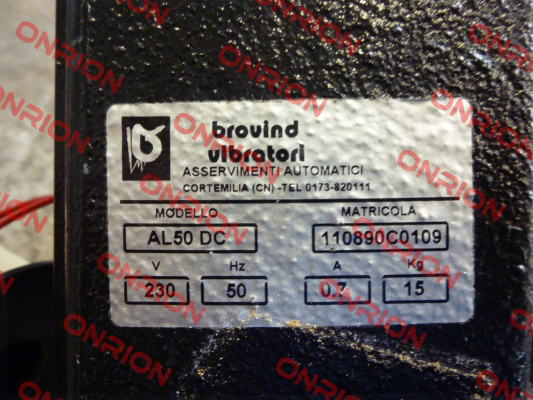 brovind
vibratori
ASSERVIMENTI AUTOMATICI
CORTEMILIA (CN) -TEL 0173-820111
MODELLO MATRICOLA
AL50 DC 110890C0109
V Hz A Kg
230 50 0.7 15
ONRION